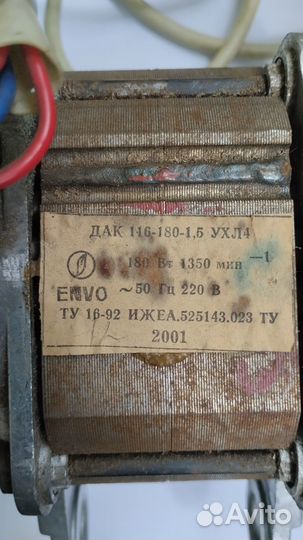 ДАК 116-180-1,5 УХЛ4
180 Вт 1350 мин −1
ENVO ~50 Гц 220 В
ТУ 16-92 ИЖЕА.525143.023 ТУ
2001
Avito